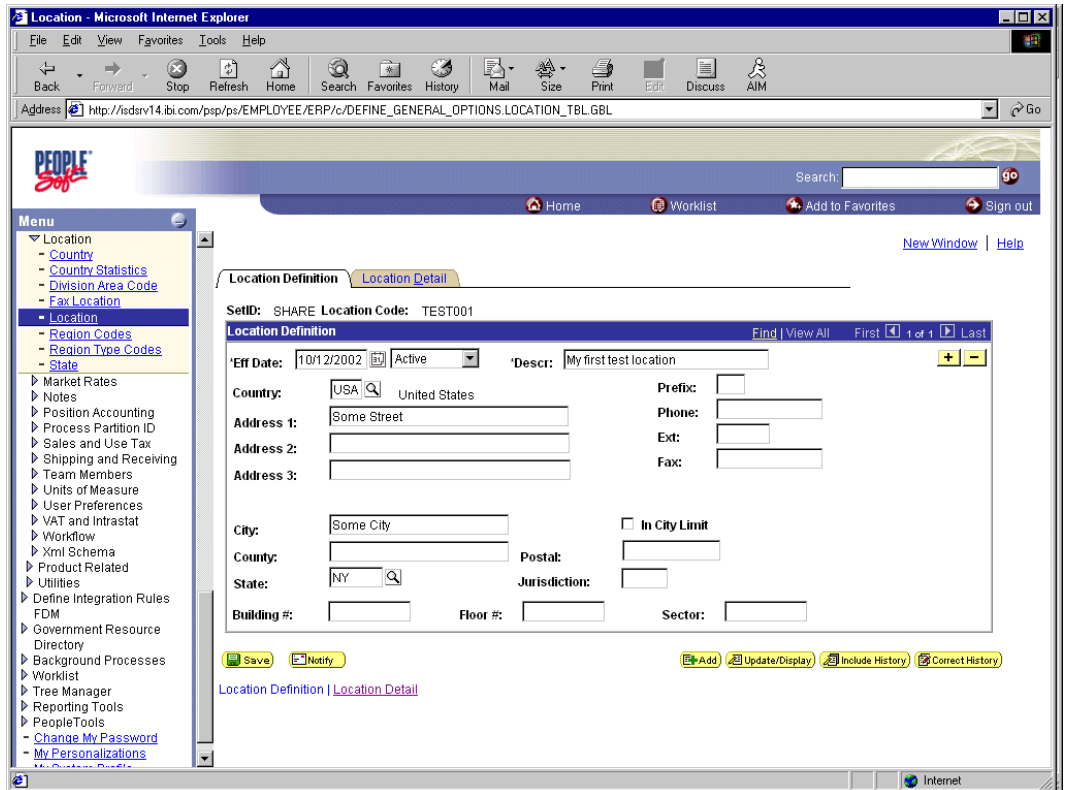 Location - Microsoft Internet Explorer
File Edit View Favorites Tools Help
Back Forward Stop Refresh Home Search Favorites History Mail Size Print Edit Discuss AIM
Address http://isdsrv14.ibi.com/psp/ps/EMPLOYEE/ERP/c/DEFINE_GENERAL_OPTIONS.LOCATION_TBL.GBL Go
PEOPLE Soft
Search: go
Home Worklist Add to Favorites Sign out
Menu
Location
Country
Country Statistics
Division Area Code
Fax Location
Location
Region Codes
Region Type Codes
State
Market Rates
Notes
Position Accounting
Process Partition ID
Sales and Use Tax
Shipping and Receiving
Team Members
Units of Measure
User Preferences
VAT and Intrastat
Workflow
Xml Schema
Product Related
Utilities
Define Integration Rules
FDM
Government Resource
Directory
Background Processes
Worklist
Tree Manager
Reporting Tools
PeopleTools
Change My Password
My Personalizations
New Window | Help
Location Definition Location Detail
SetID: SHARE Location Code: TEST001
Location Definition Find | View All First 1 of 1 Last
*Eff Date: 10/12/2002 Active *Descr: My first test location + -
Country: USA United States Prefix:
Address 1: Some Street Phone:
Ext:
Address 2:
Fax:
Address 3:
City: Some City In City Limit
County: Postal:
State: NY Jurisdiction:
Building #: Floor #: Sector:
Save Notify Add Update/Display Include History Correct History
Location Definition | Location Detail
Internet